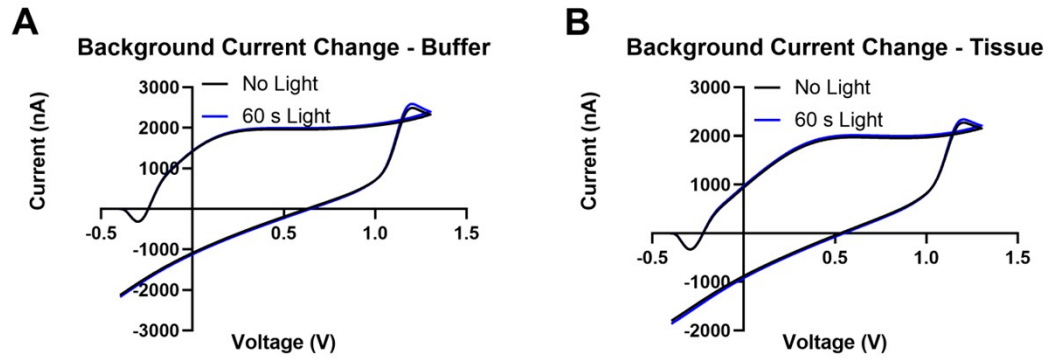 A
Background Current Change - Buffer
Current (nA)
No Light
60 s Light
3000
2000
1000
-1000
-2000
-3000
-0.5
0.5
1.0
1.5
Voltage (V)
B
Background Current Change - Tissue
Current (nA)
No Light
60 s Light
3000
2000
1000
-1000
-2000
-0.5
0.5
1.0
1.5
Voltage (V)